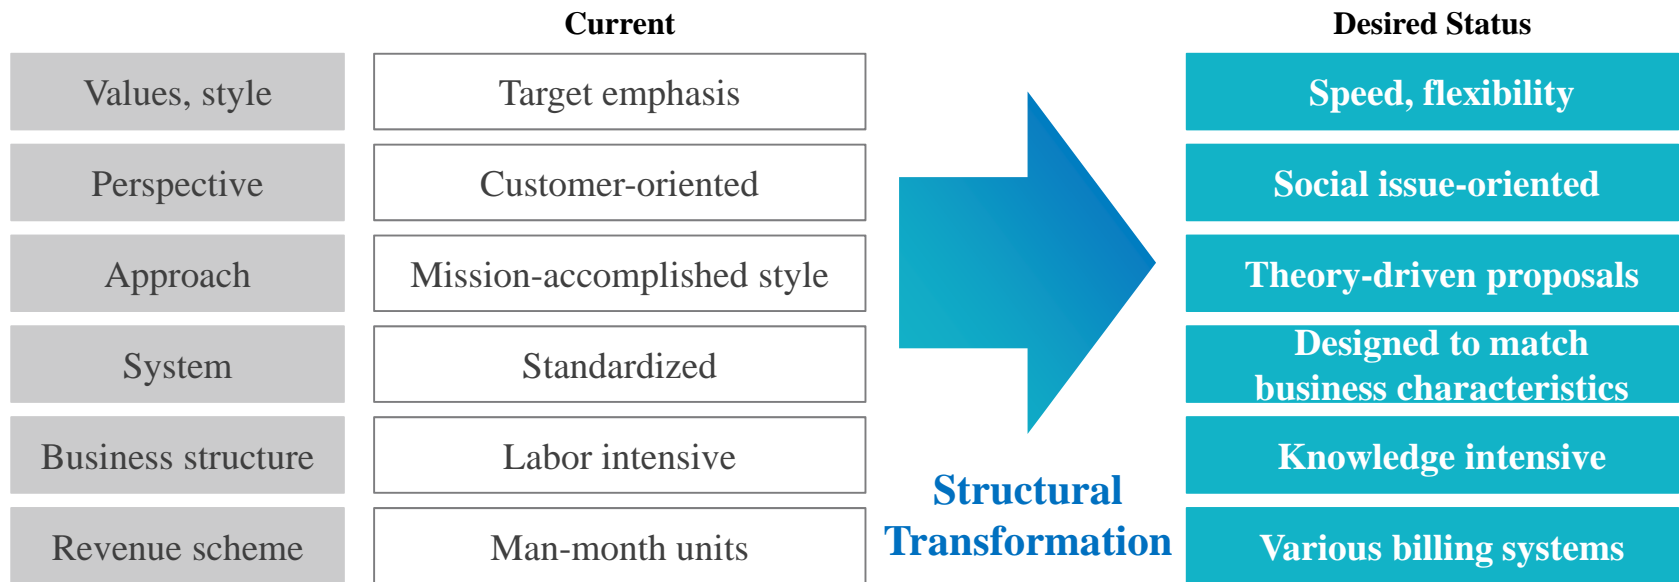 Current
Desired Status
Values, style
Target emphasis
Speed, flexibility
Perspective
Customer-oriented
Social issue-oriented
Approach
Mission-accomplished style
Theory-driven proposals
System
Standardized
Designed to match
business characteristics
Business structure
Labor intensive
Knowledge intensive
Structural
Transformation
Revenue scheme
Man-month units
Various billing systems